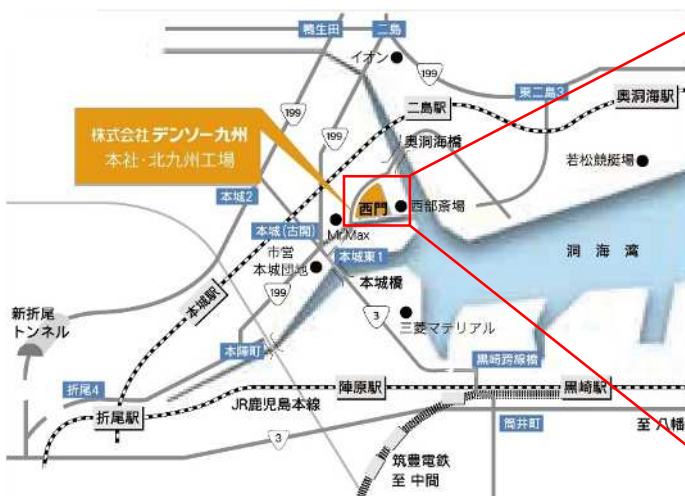 鴨生田
二島
イオン
199
199
199
東二島3
奥洞海駅
二島駅
株式会社デンソー九州
本社・北九州工場
奥洞海橋
若松競艇場
本城2
西門
西部斎場
本城(古開)
MrMax
市営
本城団地
本城東1
洞海湾
本城橋
199
3
新折尾
トンネル
本城駅
三菱マテリアル
本陣町
黒崎跨線橋
折尾4
折尾駅
JR鹿児島本線
陣原駅
黒崎駅
筒井町
至 八幡
3
筑豊電鉄
至 中間